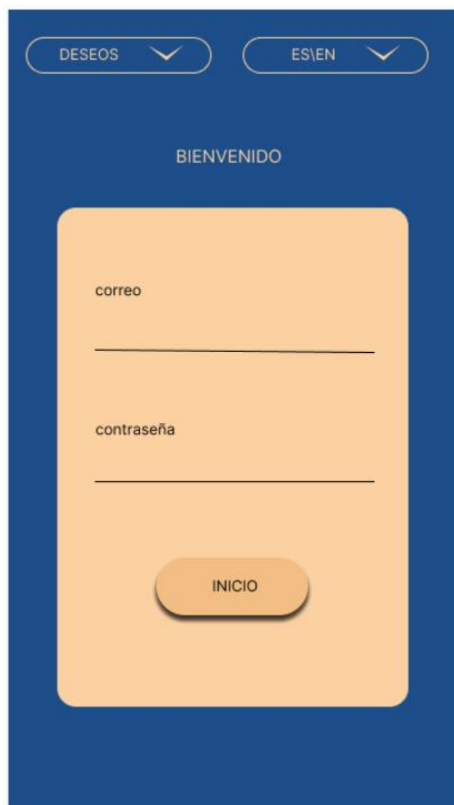 DESEOS
ES\EN
BIENVENIDO
correo
contraseña
INICIO